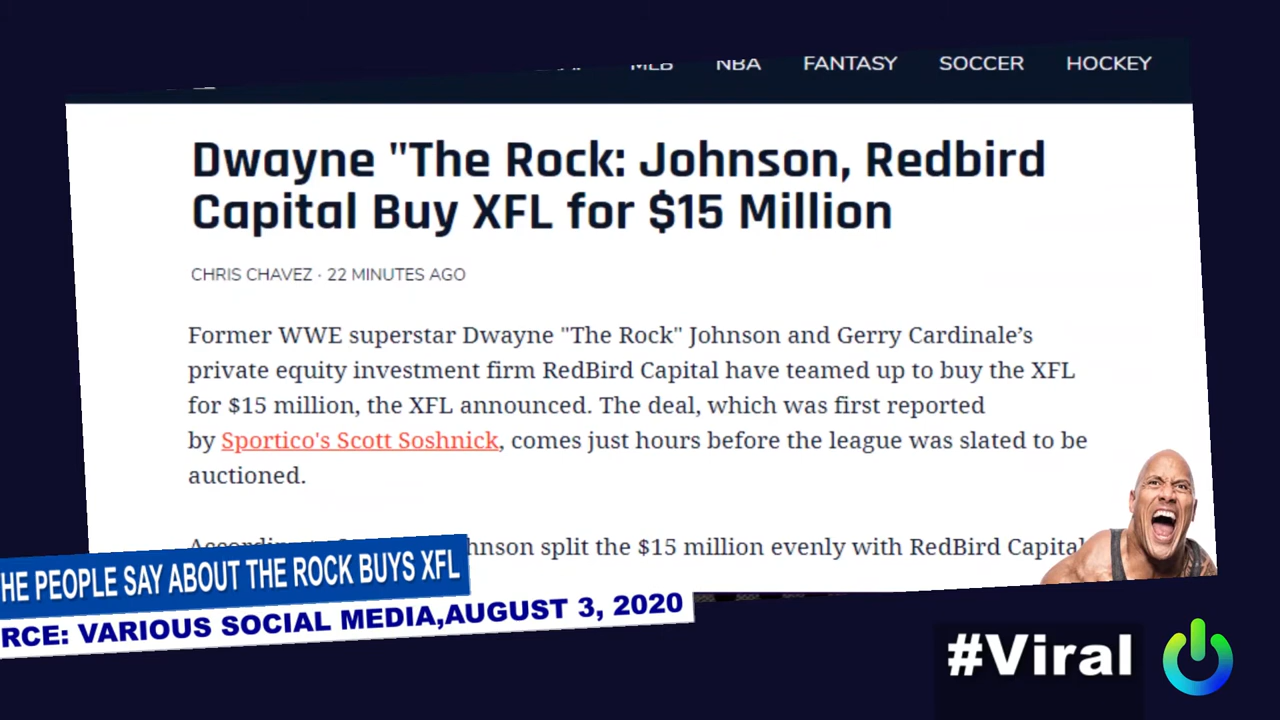 MLB NBA FANTASY SOCCER HOCKEY
Dwayne "The Rock: Johnson, Redbird
Capital Buy XFL for $15 Million
CHRIS CHAVEZ · 22 MINUTES AGO
Former WWE superstar Dwayne "The Rock" Johnson and Gerry Cardinale’s
private equity investment firm RedBird Capital have teamed up to buy the XFL
for $15 million, the XFL announced. The deal, which was first reported
by Sportico's Scott Soshnick, comes just hours before the league was slated to be
auctioned.
split the $15 million evenly with RedBird Capital
HE PEOPLE SAY ABOUT THE ROCK BUYS XFL
RCE: VARIOUS SOCIAL MEDIA,AUGUST 3, 2020
#Viral